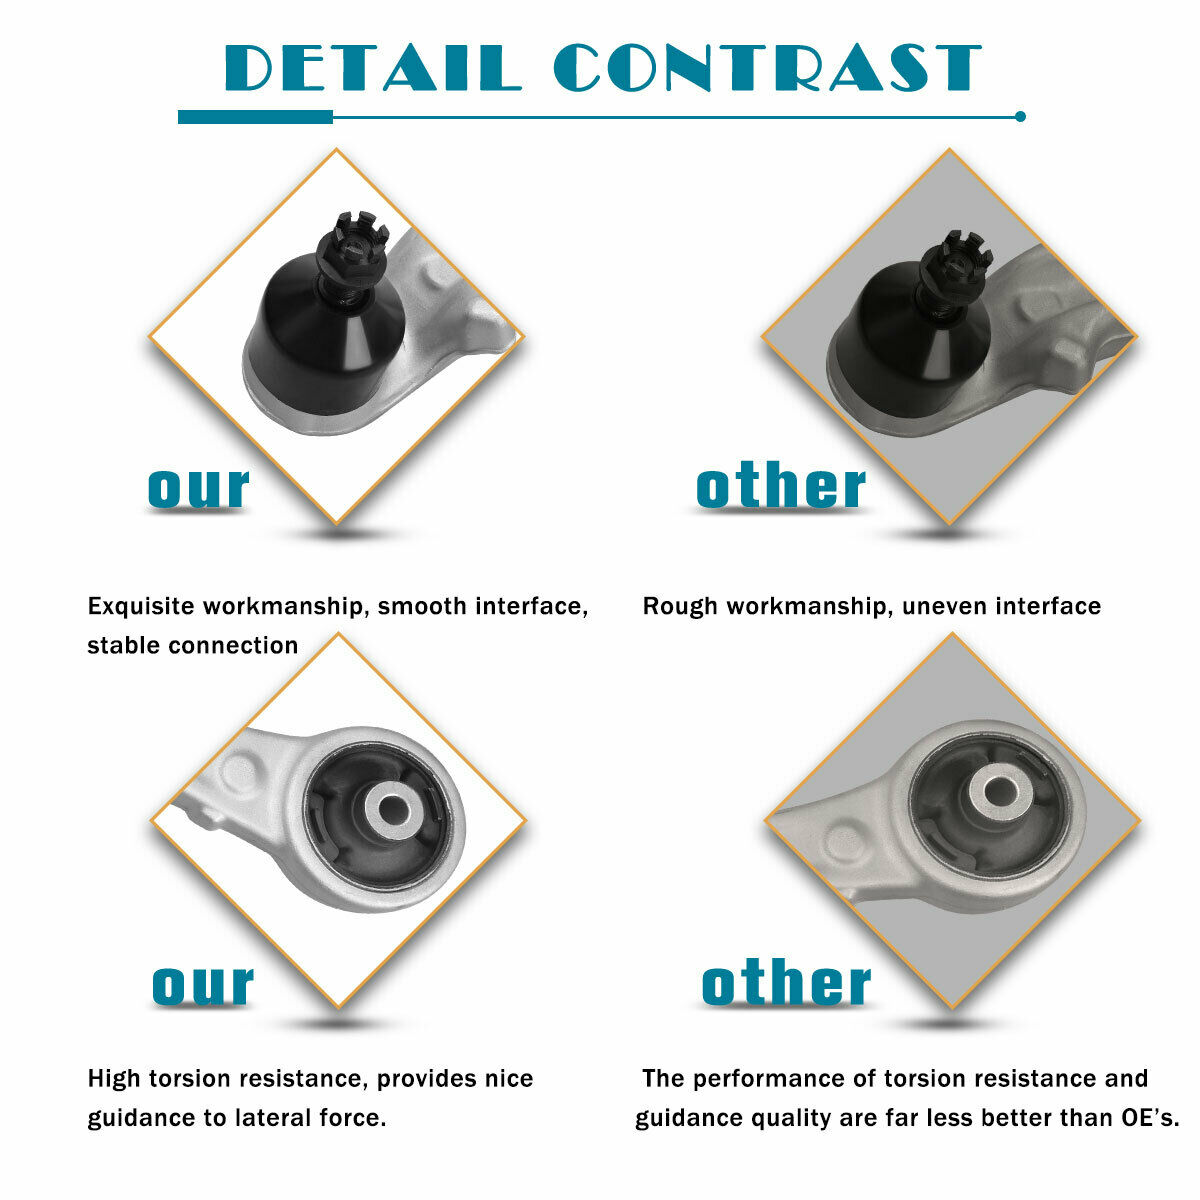 DETAIL CONTRAST
our
other
Exquisite workmanship, smooth interface,
stable connection
Rough workmanship, uneven interface
our
other
High torsion resistance, provides nice
guidance to lateral force.
The performance of torsion resistance and
guidance quality are far less better than OE’s.